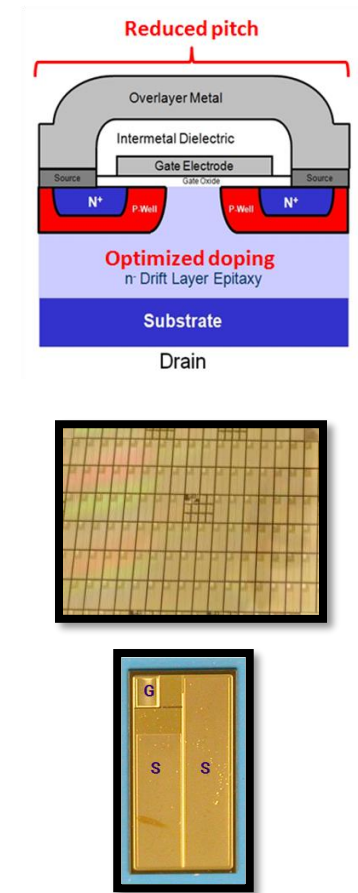 Reduced pitch
Overlayer Metal
Intermetal Dielectric
Gate Electrode
Source
Gate Oxide
Source
N+
P-Well
P-Well
N+
Optimized doping
n- Drift Layer Epitaxy
Substrate
Drain
G
S S